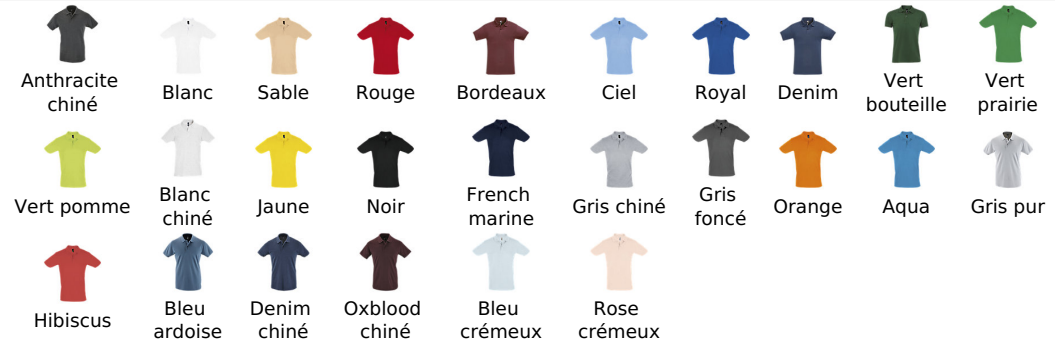 Anthracite
chiné
Blanc
Sable
Rouge
Bordeaux
Ciel
Royal
Denim
Vert
bouteille
Vert
prairie
Vert pomme
Blanc
chiné
Jaune
Noir
French
marine
Gris chiné
Gris
foncé
Orange
Aqua
Gris pur
Hibiscus
Bleu
ardoise
Denim
chiné
Oxblood
chiné
Bleu
crémeux
Rose
crémeux